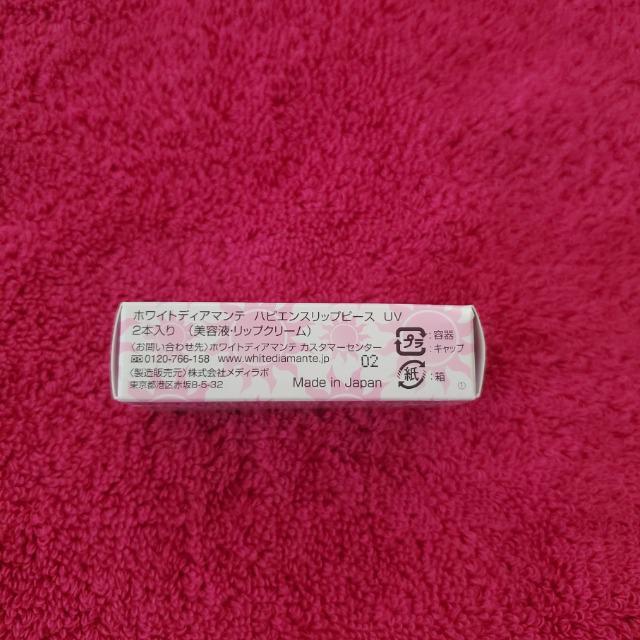 ホワイトディアマンテ ハピエンスリップピース UV
2本入り 〈美容液・リップクリーム〉
〈お問い合わせ先〉ホワイトディアマンテ カスタマーセンター
0120-766-158 www.whitediamante.jp
〈製造販売元〉株式会社メディラボ
東京都港区赤坂8-5-32
02
Made in Japan
プラ :容器
:キャップ
紙 :箱
①